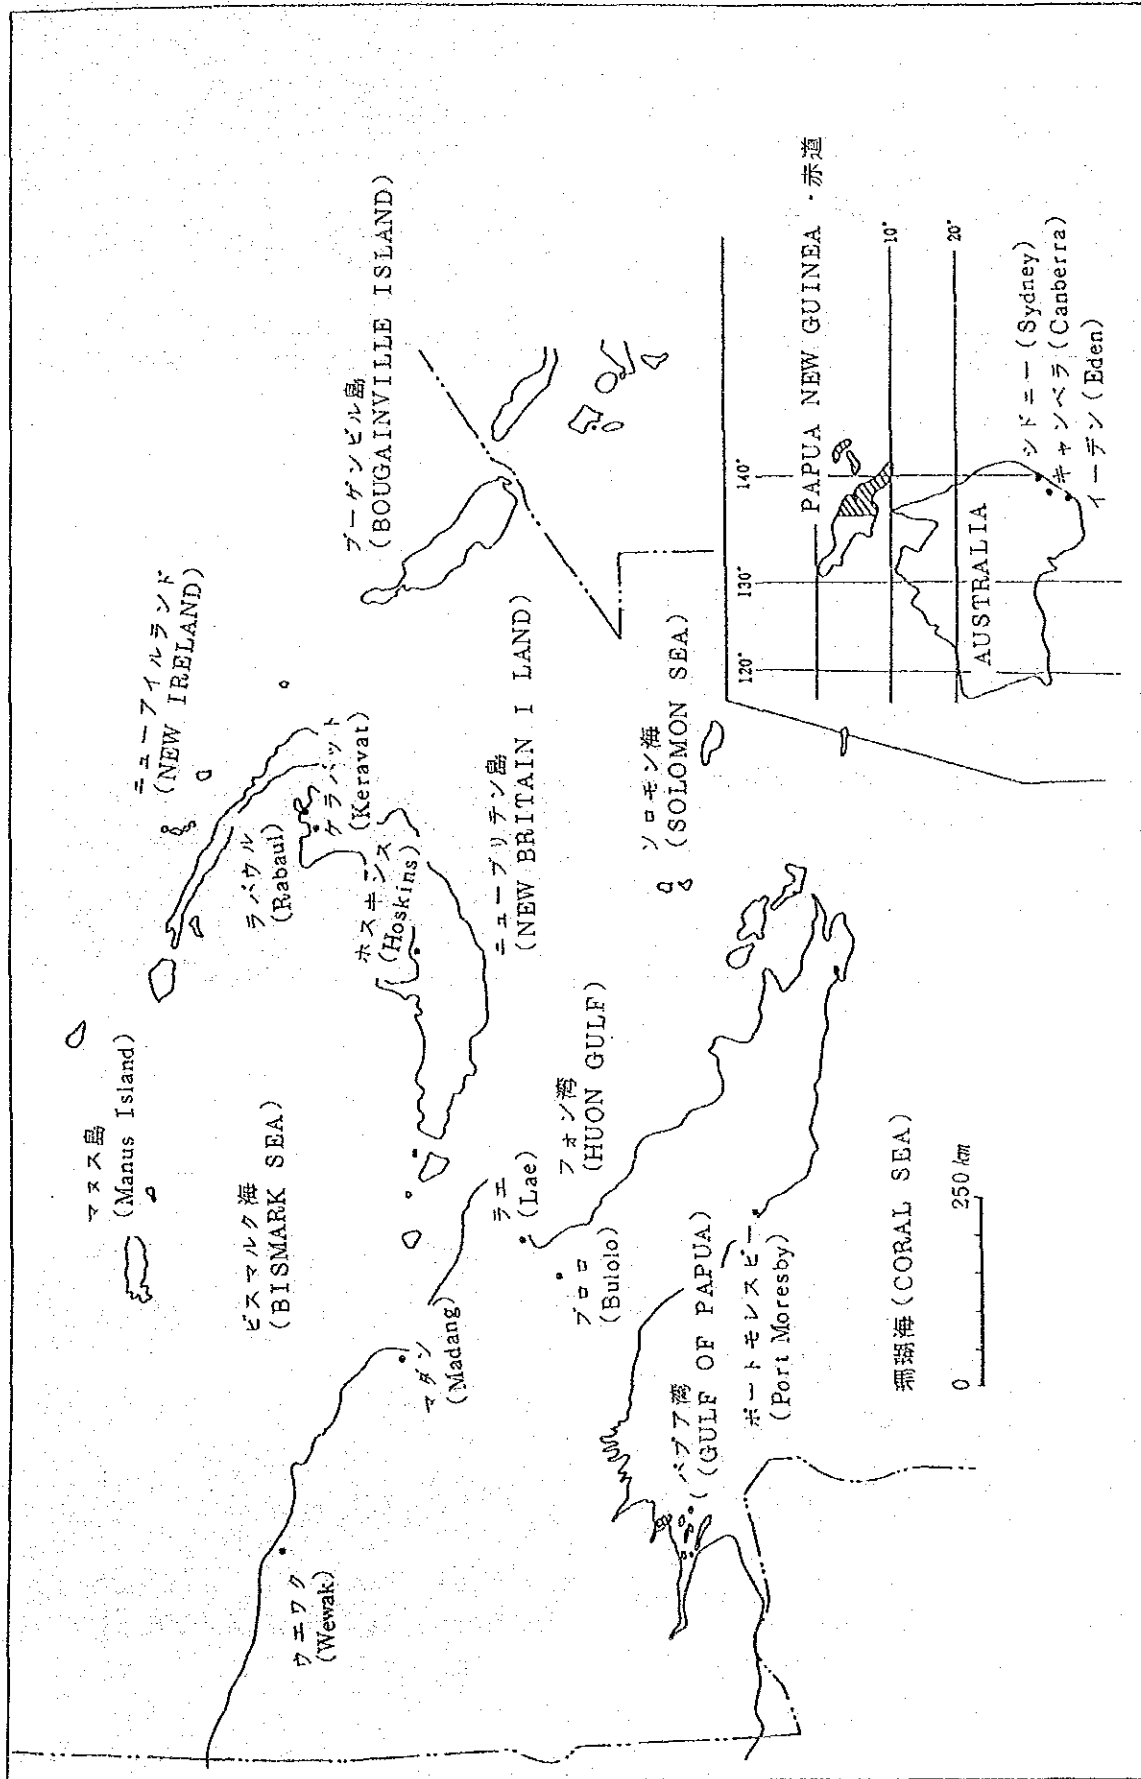 マヌス島
(Manus Island)
ニューアイルランド
(NEW IRELAND)
ビスマルク海
(BISMARK SEA)
ラバウル
(Rabaul)
ケラバット
(Keravat)
ブーゲンビル島
(BOUGAINVILLE ISLAND)
ウエワク
(Wewak)
ホスキンス
(Hoskins)
マダン
(Madang)
ニューブリテン島
(NEW BRITAIN I LAND)
ラエ
(Lae)
フォン湾
(HUON GULF)
ブロロ
(Bulolo)
ソロモン海
(SOLOMON SEA)
パプア湾
(GULF OF PAPUA)
ポートモレスビー
(Port Moresby)
珊瑚海(CORAL SEA)
0 250km
120° 130° 140°
PAPUA NEW GUINEA ・赤道
10°
20°
AUSTRALIA
シドニー(Sydney)
キャンベラ(Canberra)
イーデン(Eden)